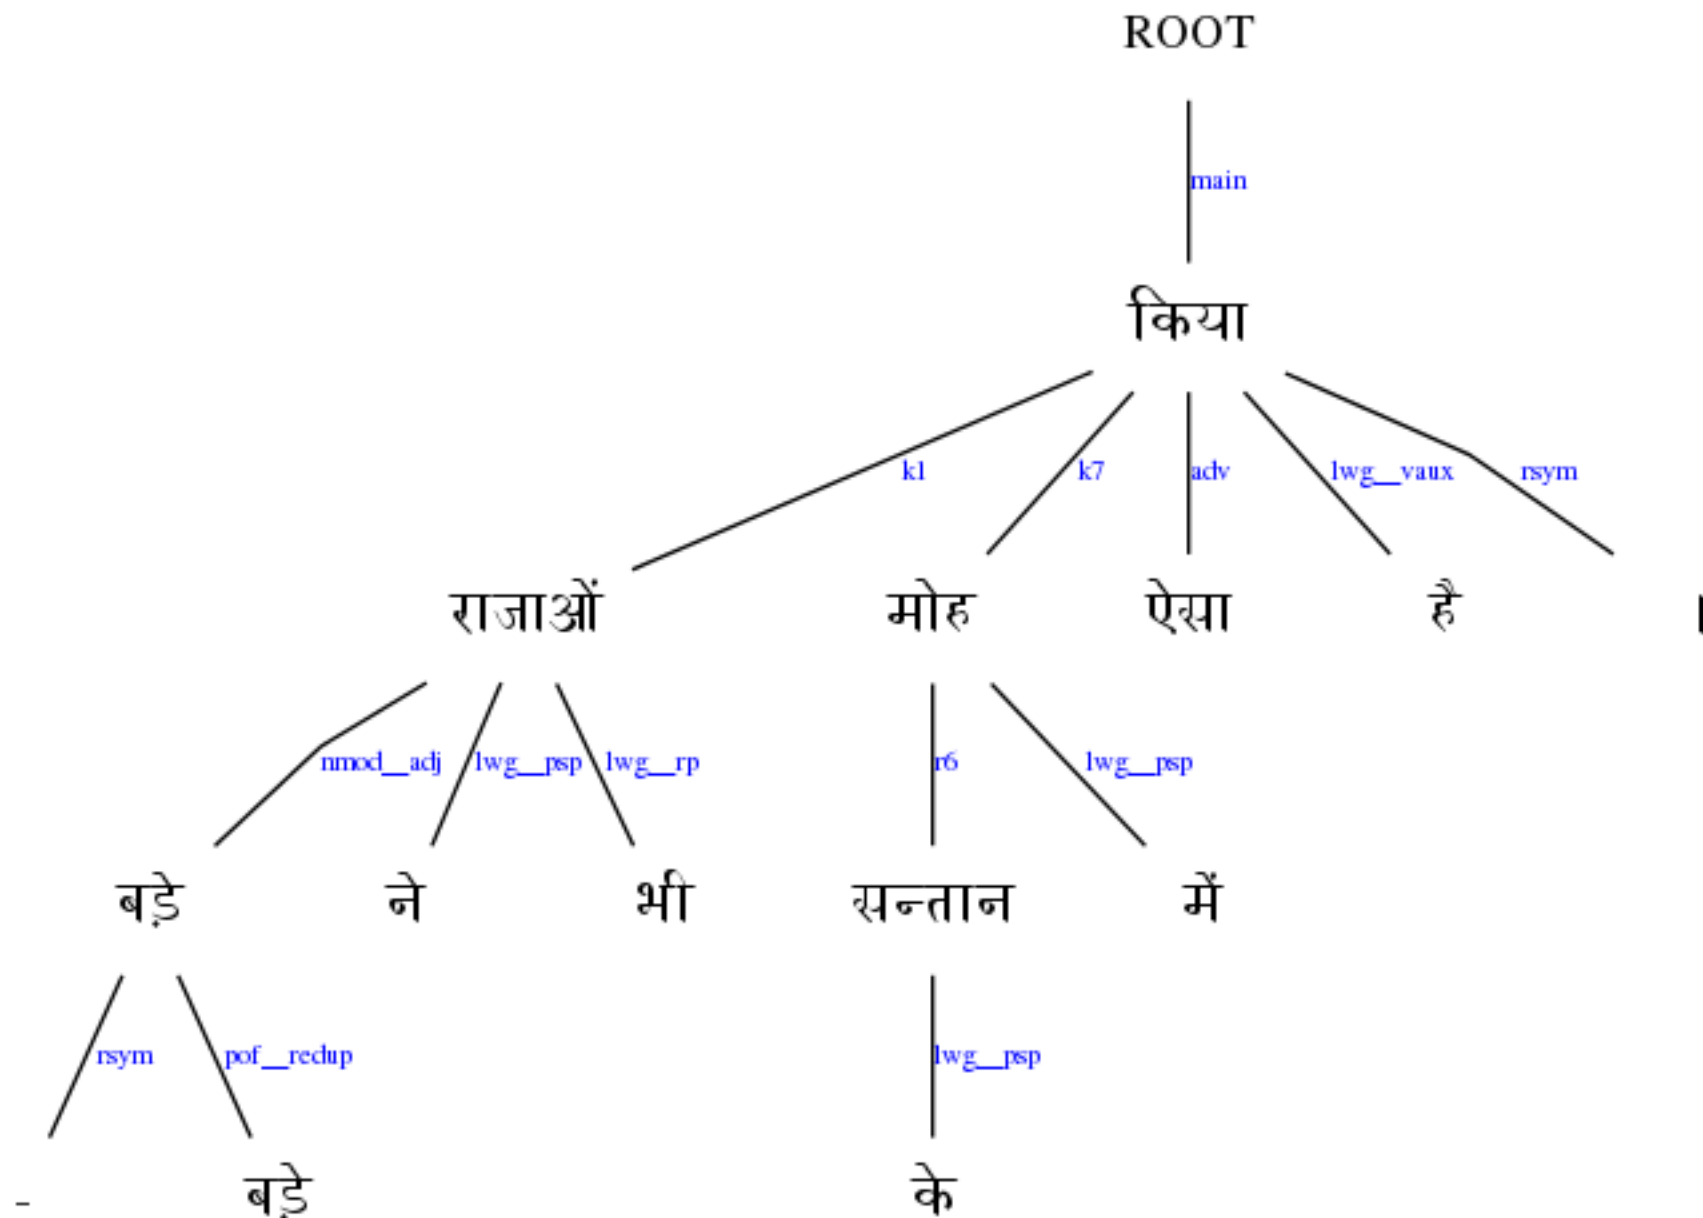 ROOT
main
किया
k1 k7 adv lwg__vaux rsym
राजाओं मोह ऐसा है ।
nmod__adj lwg__psp lwg__rp r6 lwg__psp
बड़े ने भी सन्तान में
rsym pof__redup lwg__psp
- बड़े के